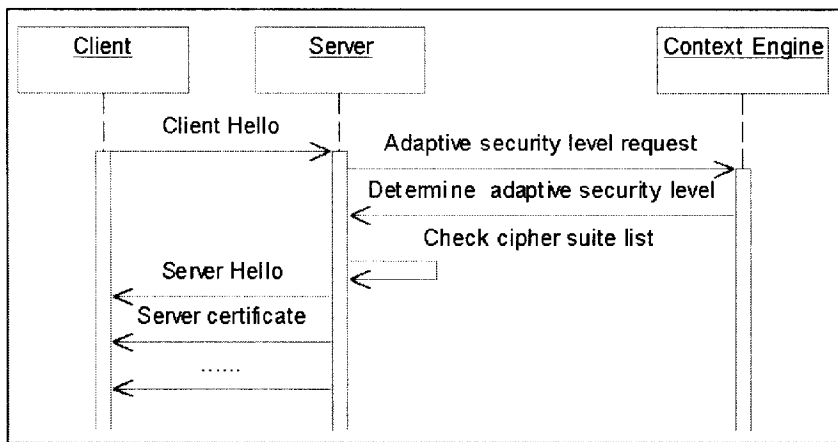 Client
Server
Context Engine
Client Hello
Adaptive security level request
Determine adaptive security level
Check cipher suite list
Server Hello
Server certificate
......